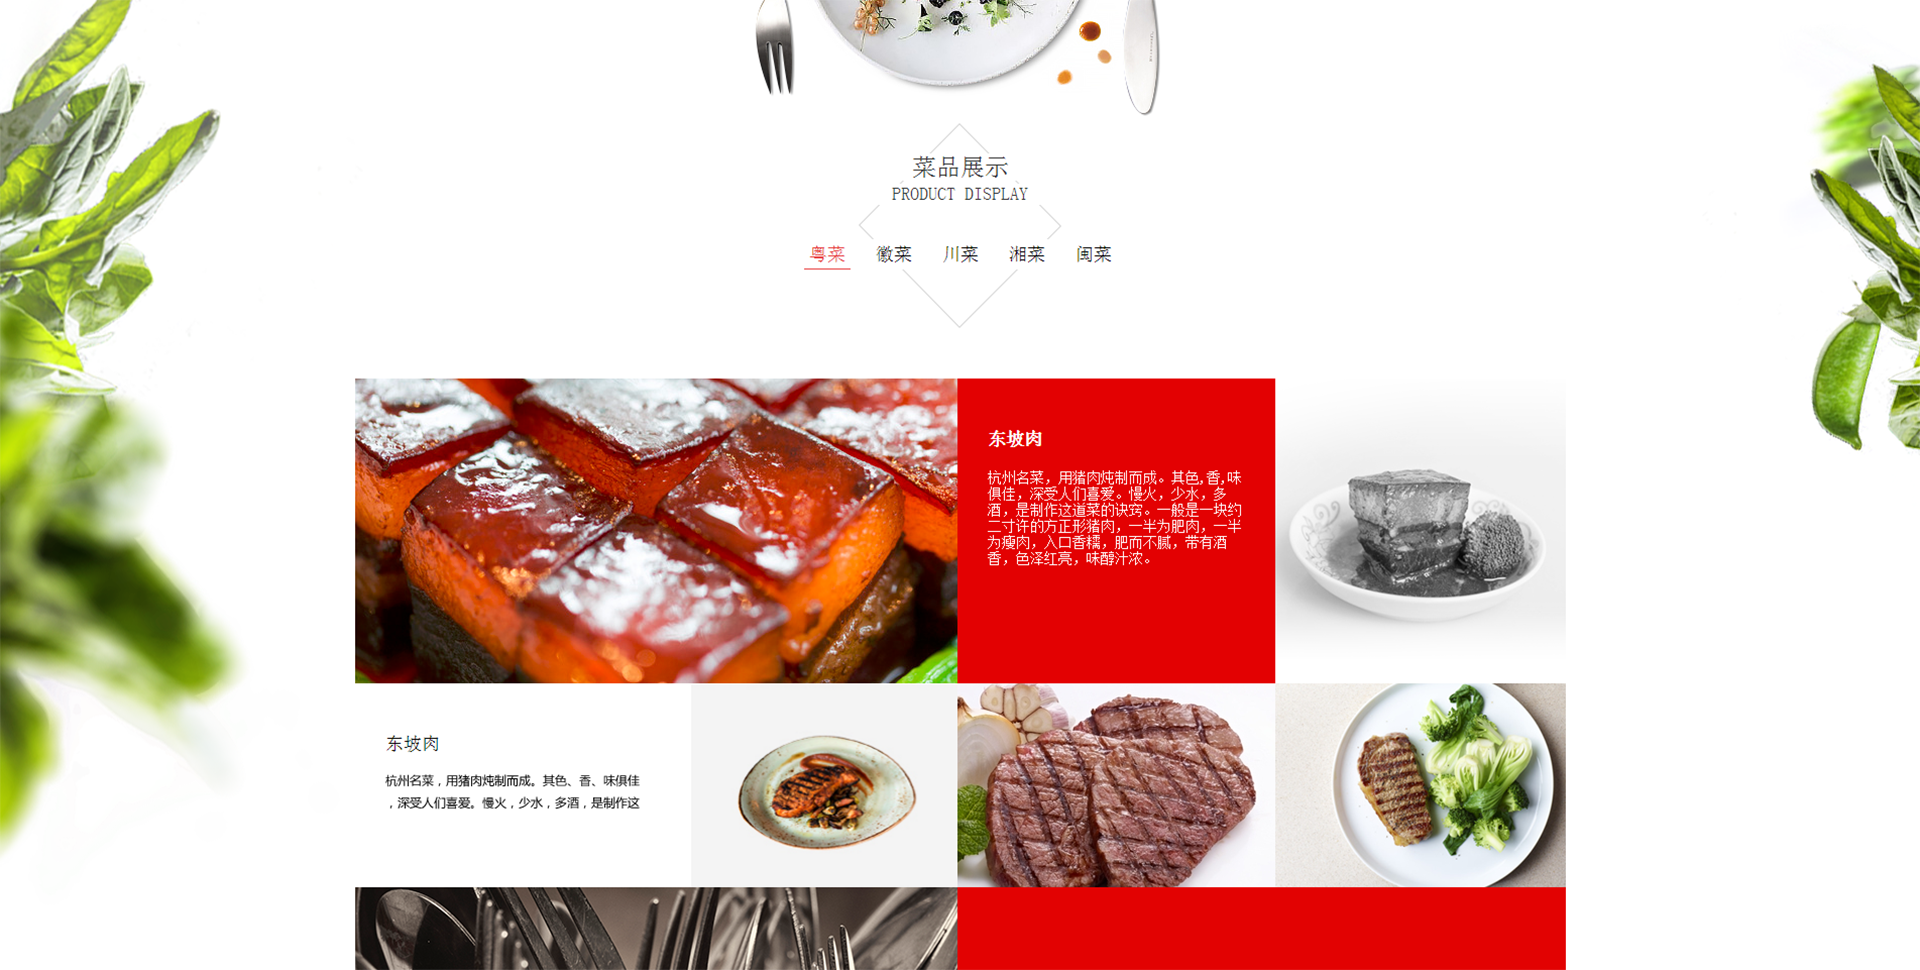 菜品展示
PRODUCT DISPLAY
粤菜 徽菜 川菜 湘菜 闽菜
东坡肉
杭州名菜，用猪肉炖制而成。其色,香,味
俱佳，深受人们喜爱。慢火，少水，多
酒，是制作这道菜的诀窍。一般是一块约
二寸许的方正形猪肉，一半为肥肉，一半
为瘦肉，入口香糯，肥而不腻，带有酒
香，色泽红亮，味醇汁浓。
东坡肉
杭州名菜，用猪肉炖制而成。其色、香、味俱佳
，深受人们喜爱。慢火，少水，多酒，是制作这